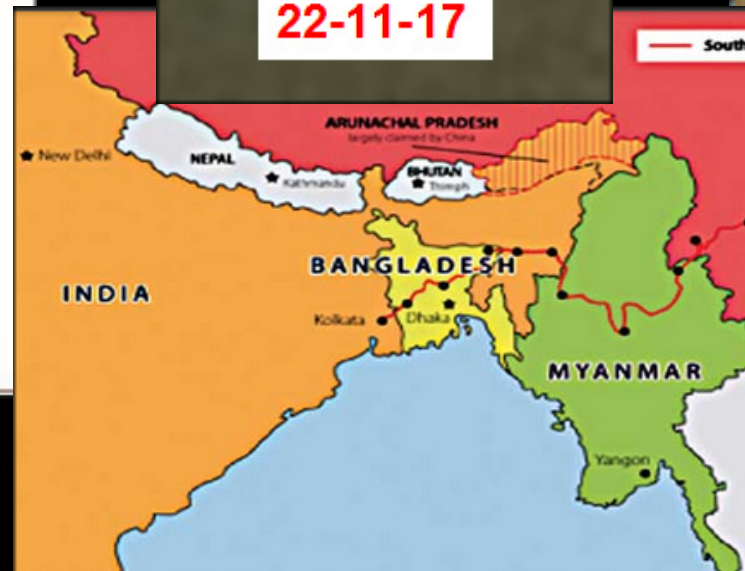 22-11-17
South
ARUNACHAL PRADESH
largely claimed by China
New Delhi
NEPAL
Kathmandu
BHUTAN
Thimph
BANGLADESH
INDIA
Kolkata
Dhaka
MYANMAR
Yangon